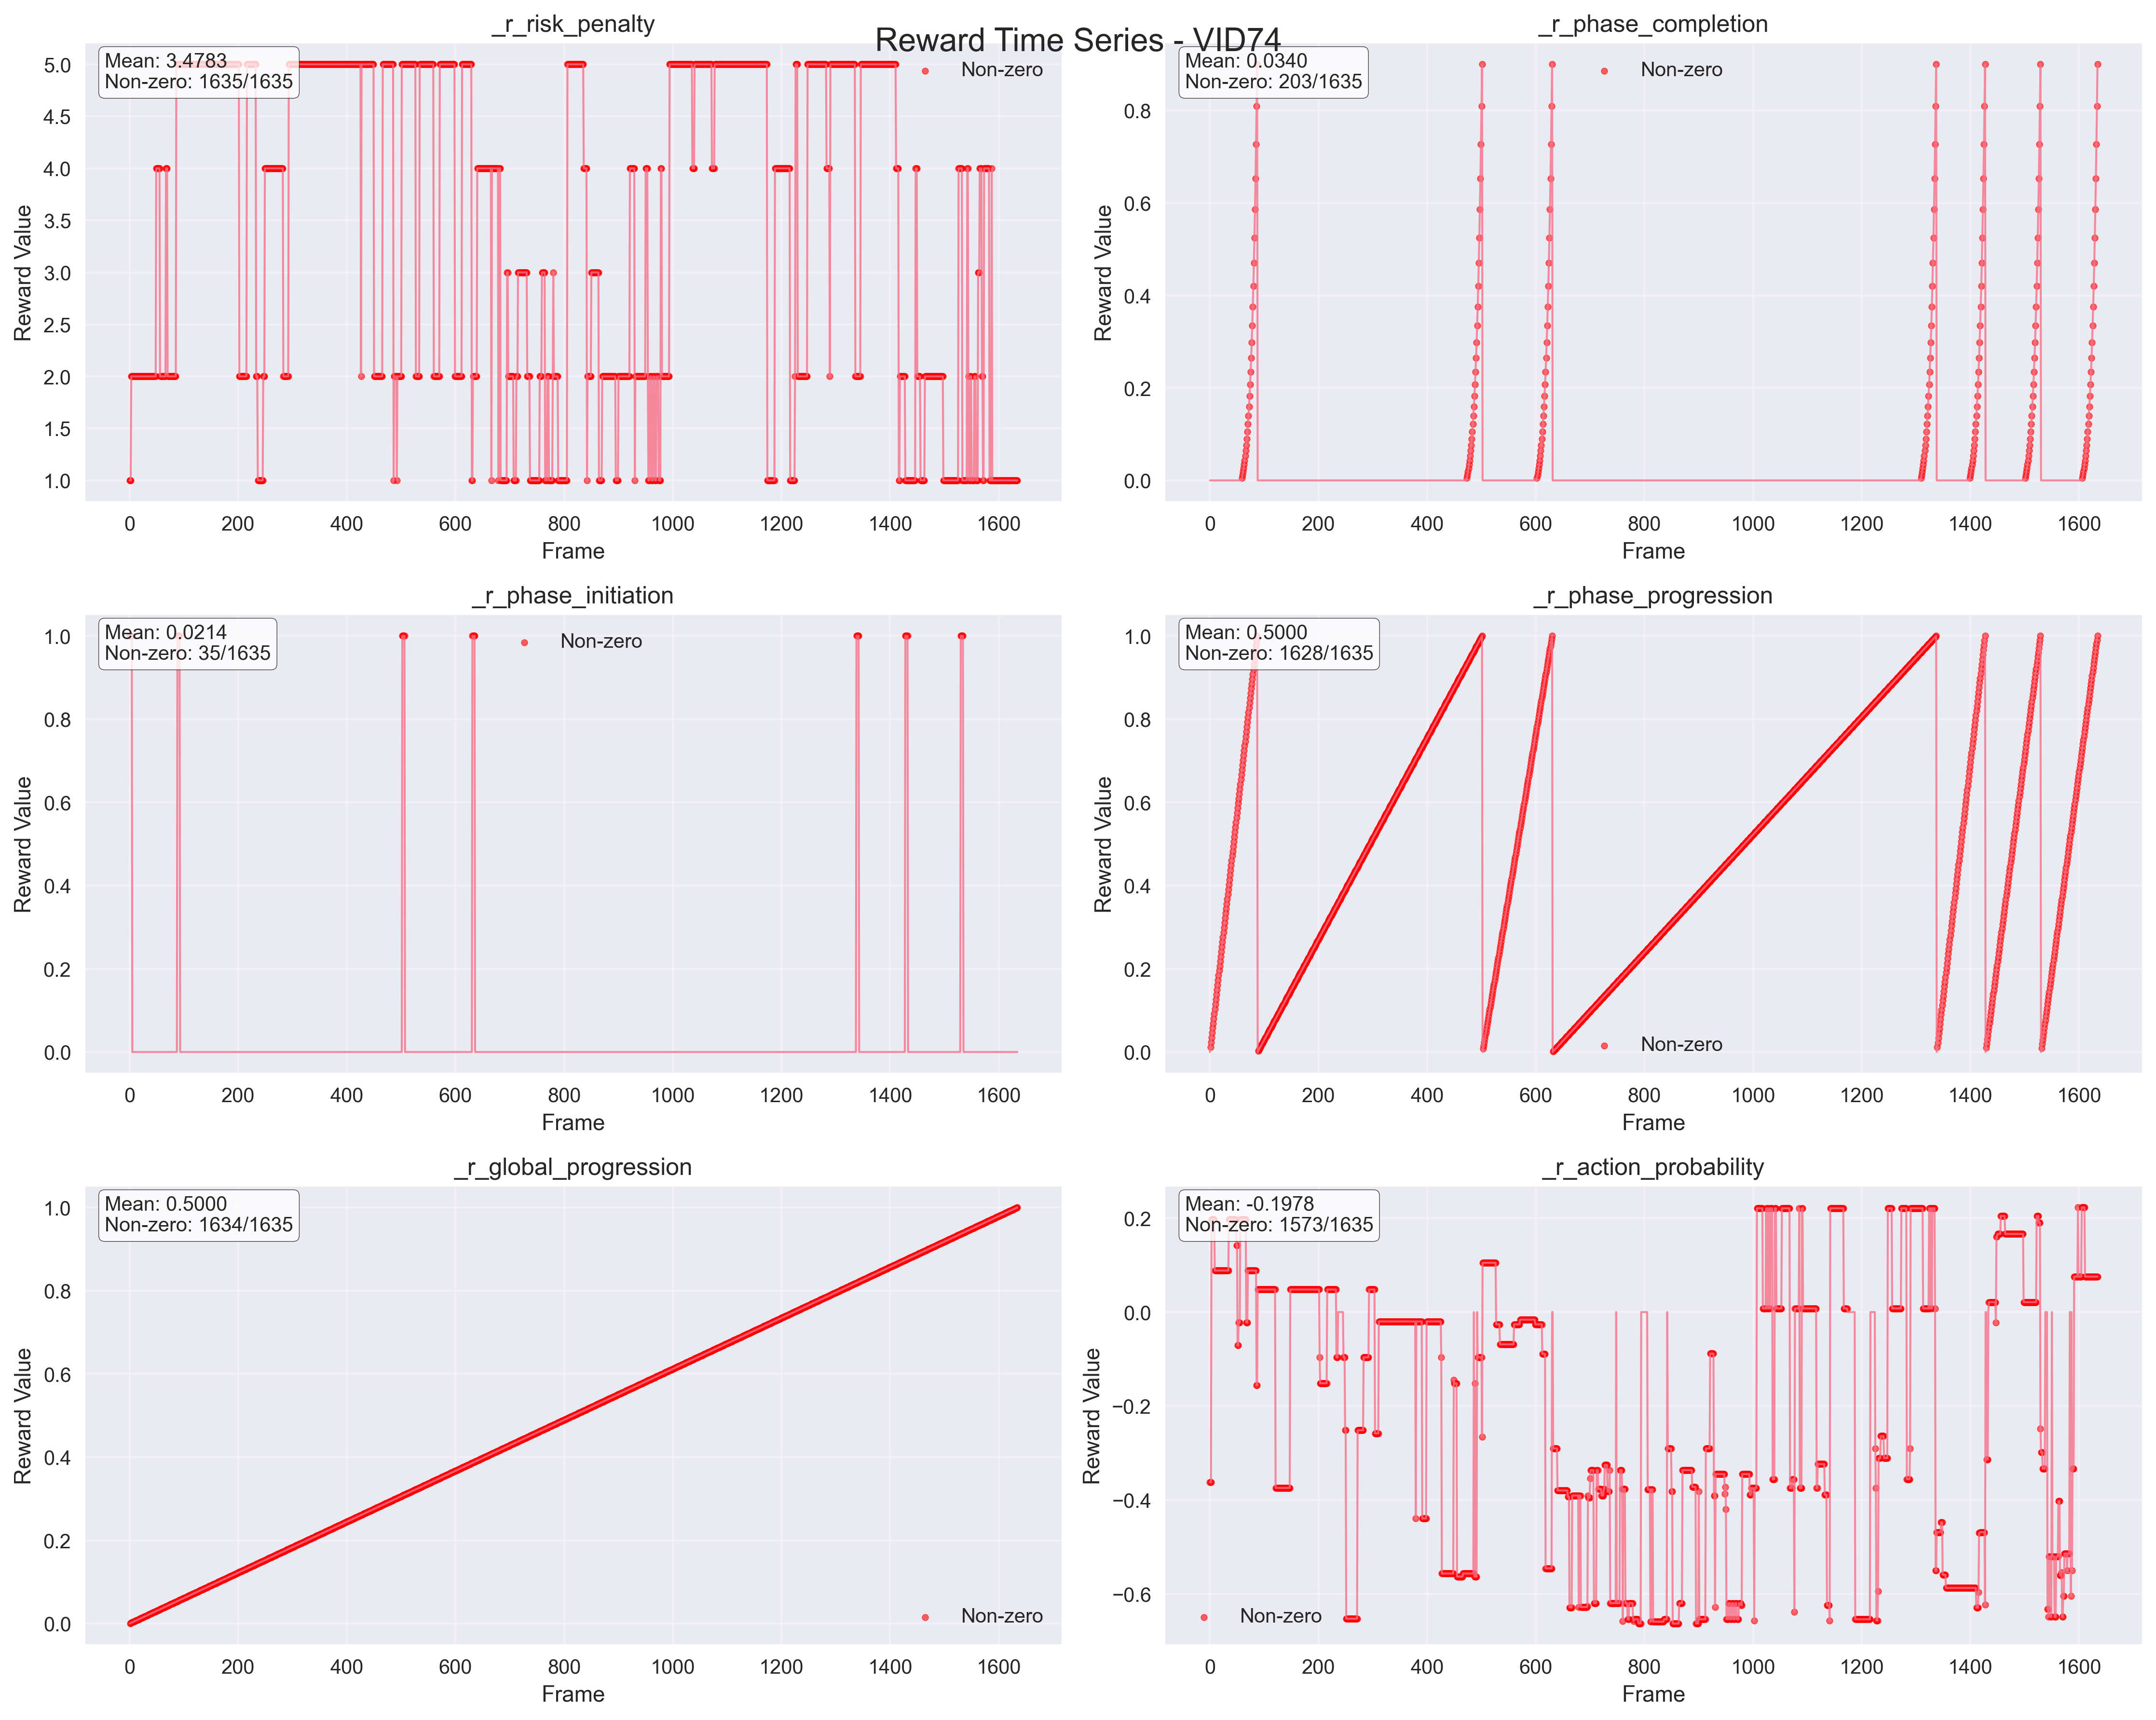 Reward Time Series - VID74
_r_risk_penalty
Mean: 3.4783
Non-zero: 1635/1635
Non-zero
Reward Value
5.0
4.5
4.0
3.5
3.0
2.5
2.0
1.5
1.0
0 200 400 600 800 1000 1200 1400 1600
Frame
_r_phase_completion
Mean: 0.0340
Non-zero: 203/1635
Non-zero
Reward Value
0.8
0.6
0.4
0.2
0.0
0 200 400 600 800 1000 1200 1400 1600
Frame
_r_phase_initiation
Mean: 0.0214
Non-zero: 35/1635
Non-zero
Reward Value
1.0
0.8
0.6
0.4
0.2
0.0
0 200 400 600 800 1000 1200 1400 1600
Frame
_r_phase_progression
Mean: 0.5000
Non-zero: 1628/1635
Non-zero
Reward Value
1.0
0.8
0.6
0.4
0.2
0.0
0 200 400 600 800 1000 1200 1400 1600
Frame
_r_global_progression
Mean: 0.5000
Non-zero: 1634/1635
Non-zero
Reward Value
1.0
0.8
0.6
0.4
0.2
0.0
0 200 400 600 800 1000 1200 1400 1600
Frame
_r_action_probability
Mean: -0.1978
Non-zero: 1573/1635
Non-zero
Reward Value
0.2
0.0
−0.2
−0.4
−0.6
0 200 400 600 800 1000 1200 1400 1600
Frame